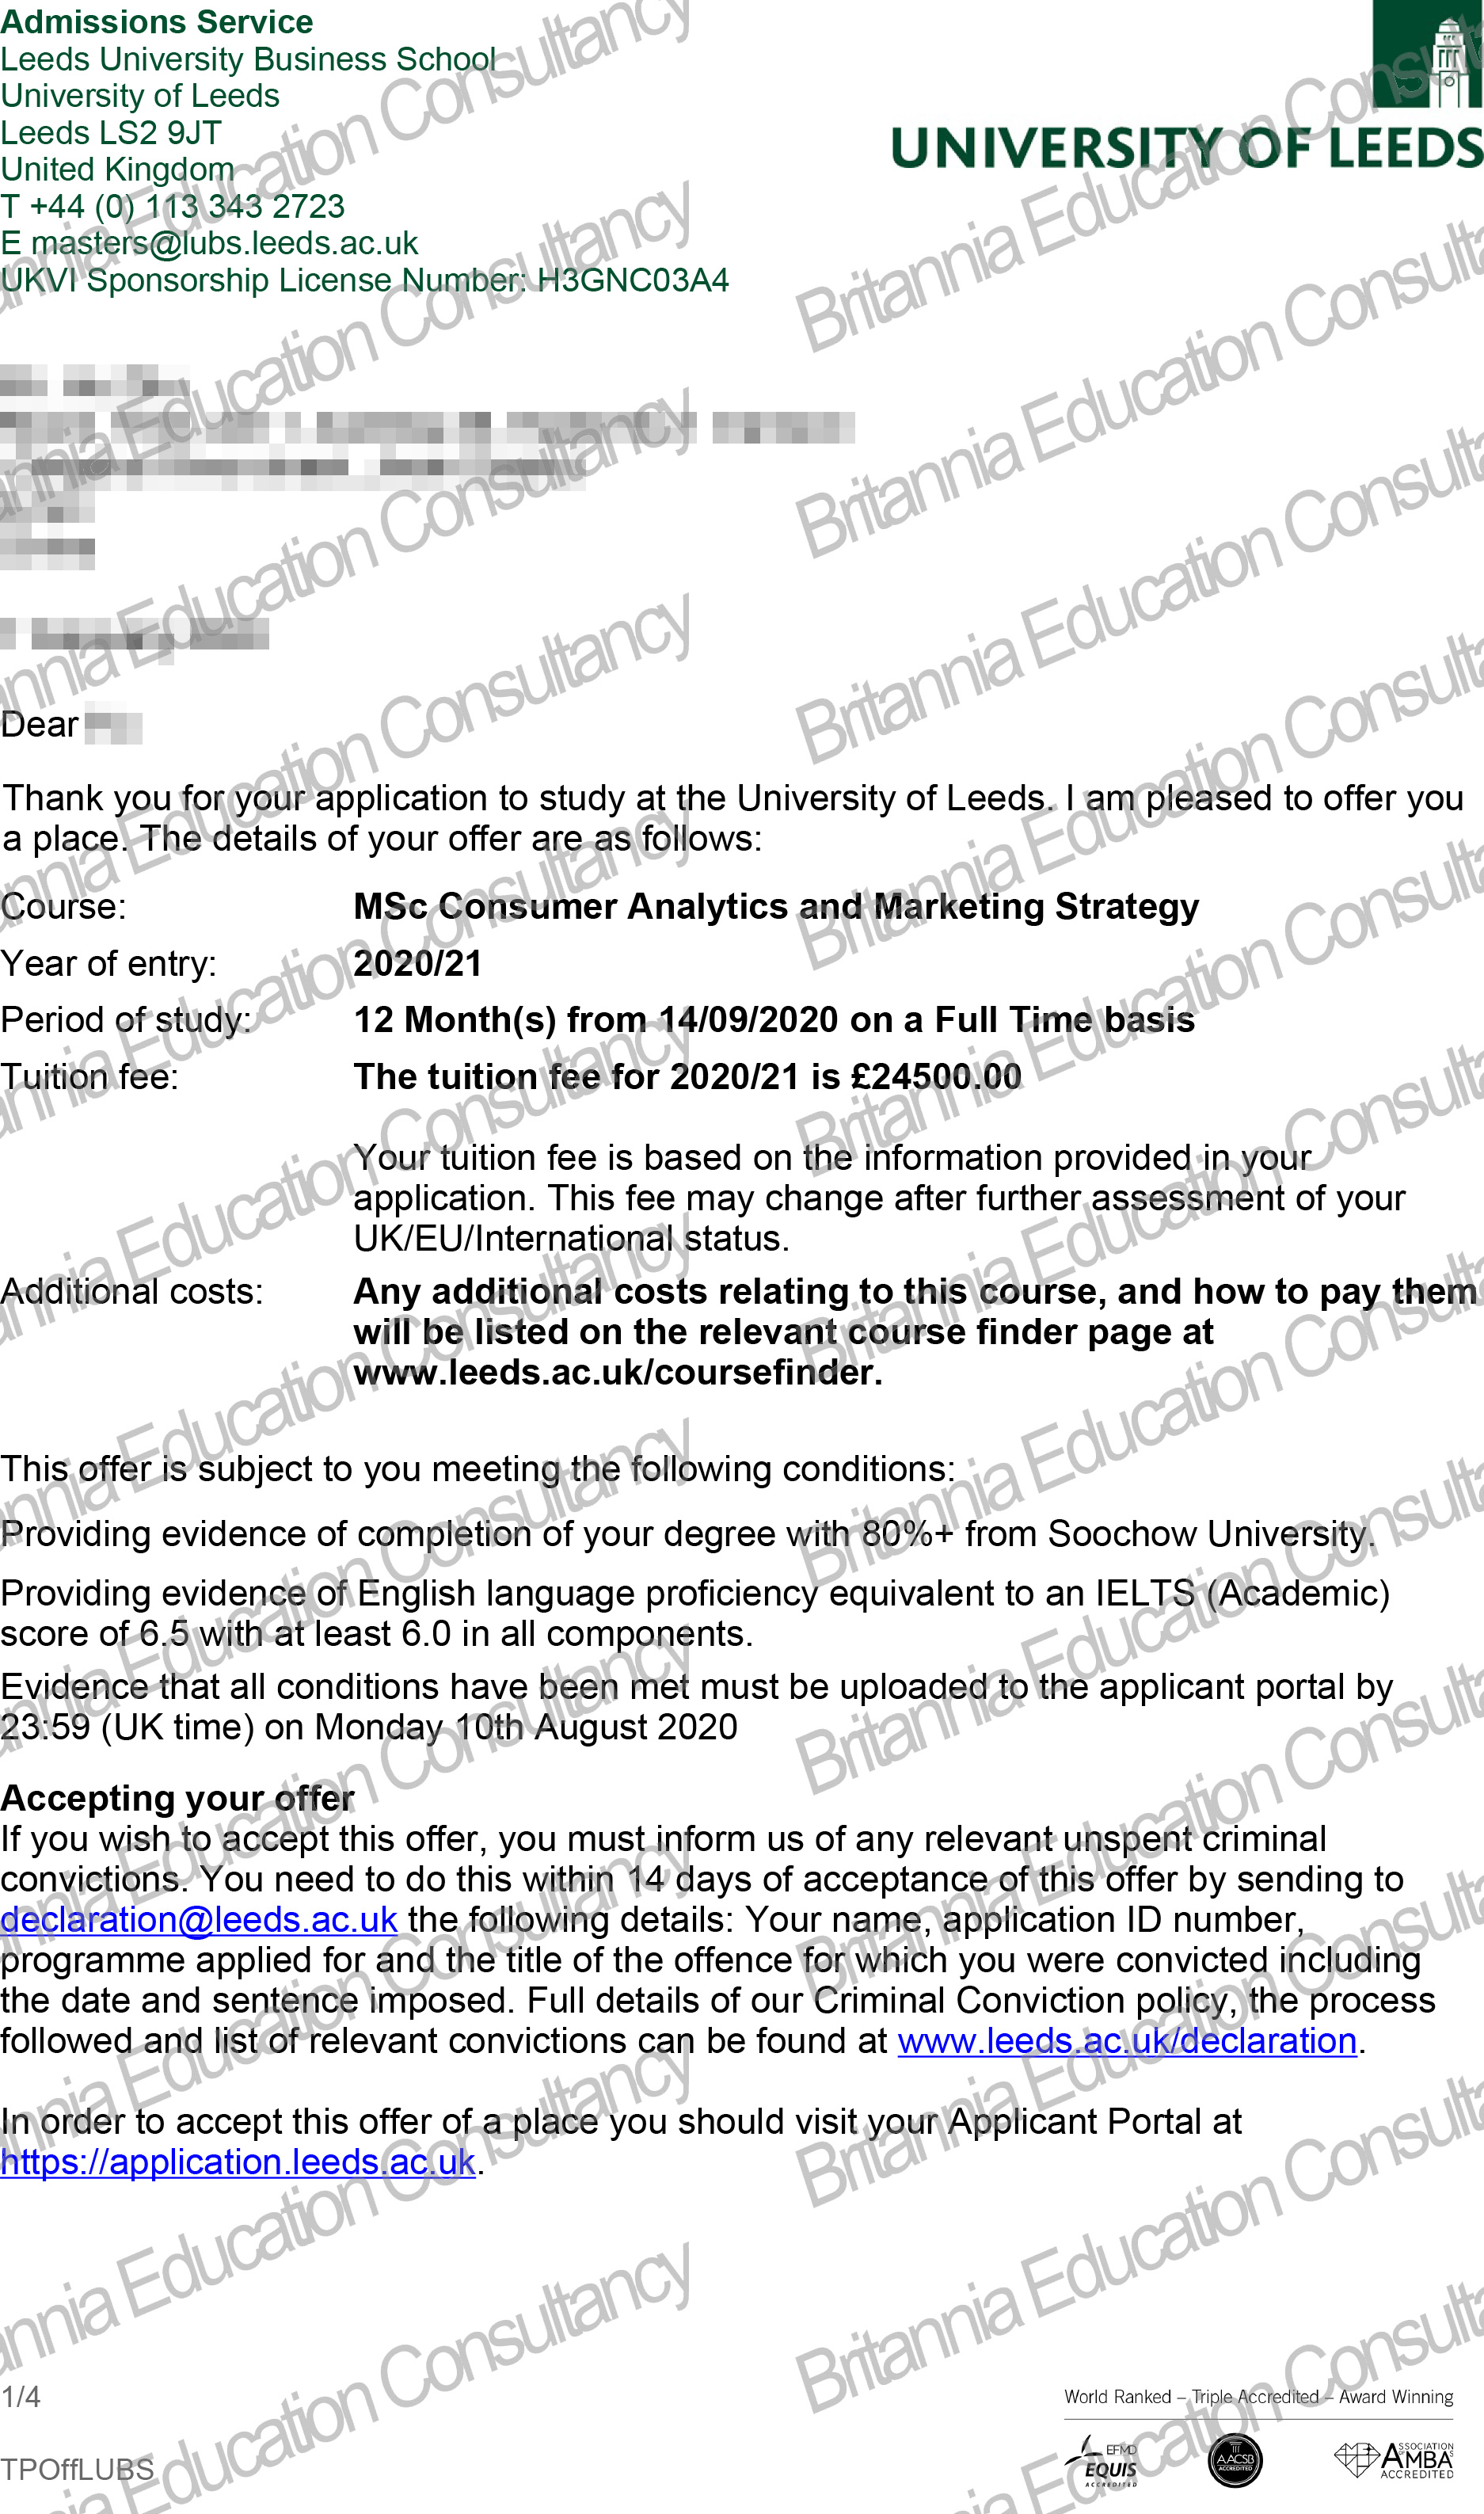 Admissions Service
Leeds University Business School
University of Leeds
Leeds LS2 9JT
United Kingdom
T +44 (0) 113 343 2723
E masters@lubs.leeds.ac.uk
UKVI Sponsorship License Number: H3GNC03A4
UNIVERSITY OF LEEDS
Dear
Thank you for your application to study at the University of Leeds. I am pleased to offer you
a place. The details of your offer are as follows:
Course: MSc Consumer Analytics and Marketing Strategy
Year of entry: 2020/21
Period of study: 12 Month(s) from 14/09/2020 on a Full Time basis
Tuition fee: The tuition fee for 2020/21 is £24500.00
Your tuition fee is based on the information provided in your
application. This fee may change after further assessment of your
UK/EU/International status.
Additional costs: Any additional costs relating to this course, and how to pay them
will be listed on the relevant course finder page at
www.leeds.ac.uk/coursefinder.
This offer is subject to you meeting the following conditions:
Providing evidence of completion of your degree with 80%+ from Soochow University.
Providing evidence of English language proficiency equivalent to an IELTS (Academic)
score of 6.5 with at least 6.0 in all components.
Evidence that all conditions have been met must be uploaded to the applicant portal by
23:59 (UK time) on Monday 10th August 2020
Accepting your offer
If you wish to accept this offer, you must inform us of any relevant unspent criminal
convictions. You need to do this within 14 days of acceptance of this offer by sending to
declaration@leeds.ac.uk the following details: Your name, application ID number,
programme applied for and the title of the offence for which you were convicted including
the date and sentence imposed. Full details of our Criminal Conviction policy, the process
followed and list of relevant convictions can be found at www.leeds.ac.uk/declaration.
In order to accept this offer of a place you should visit your Applicant Portal at
https://application.leeds.ac.uk.
1/4
World Ranked – Triple Accredited – Award Winning
EFMD
EQUIS
ACCREDITED
AACSB
ACCREDITED
ASSOCIATION
OF AMBAs
ACCREDITED
TPOffLUBS
Britannia Education Consultancy